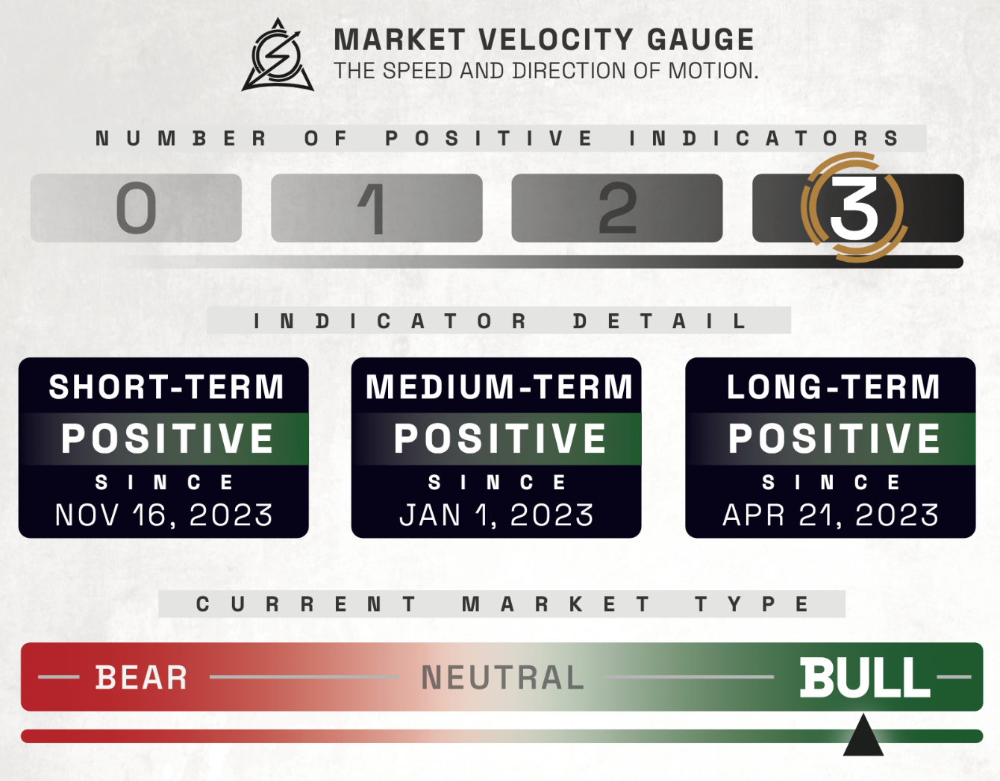 MARKET VELOCITY GAUGE
THE SPEED AND DIRECTION OF MOTION.
NUMBER OF POSITIVE INDICATORS
0 1 2 3
INDICATOR DETAIL
SHORT-TERM
POSITIVE
SINCE
NOV 16, 2023
MEDIUM-TERM
POSITIVE
SINCE
JAN 1, 2023
LONG-TERM
POSITIVE
SINCE
APR 21, 2023
CURRENT MARKET TYPE
BEAR NEUTRAL BULL